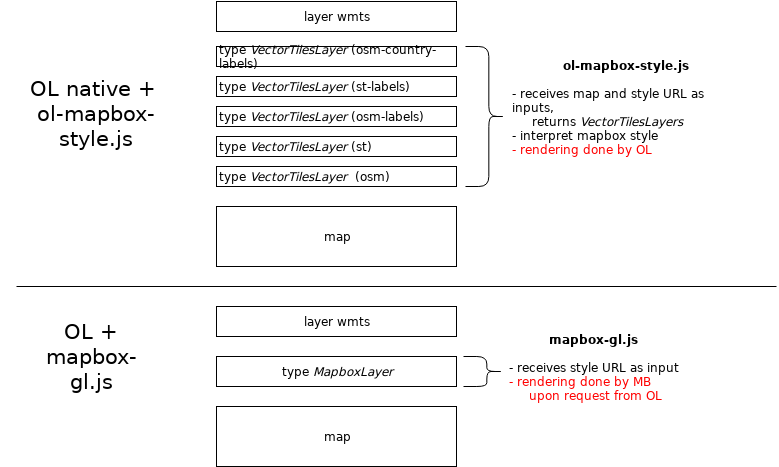 OL native +
ol-mapbox-
style.js
layer wmts
type VectorTilesLayer (osm-country-
labels)
type VectorTilesLayer (st-labels)
type VectorTilesLayer (osm-labels)
type VectorTilesLayer (st)
type VectorTilesLayer (osm)
map
ol-mapbox-style.js
- receives map and style URL as
inputs,
returns VectorTilesLayers
- interpret mapbox style
- rendering done by OL
OL +
mapbox-
gl.js
layer wmts
type MapboxLayer
map
mapbox-gl.js
- receives style URL as input
- rendering done by MB
upon request from OL